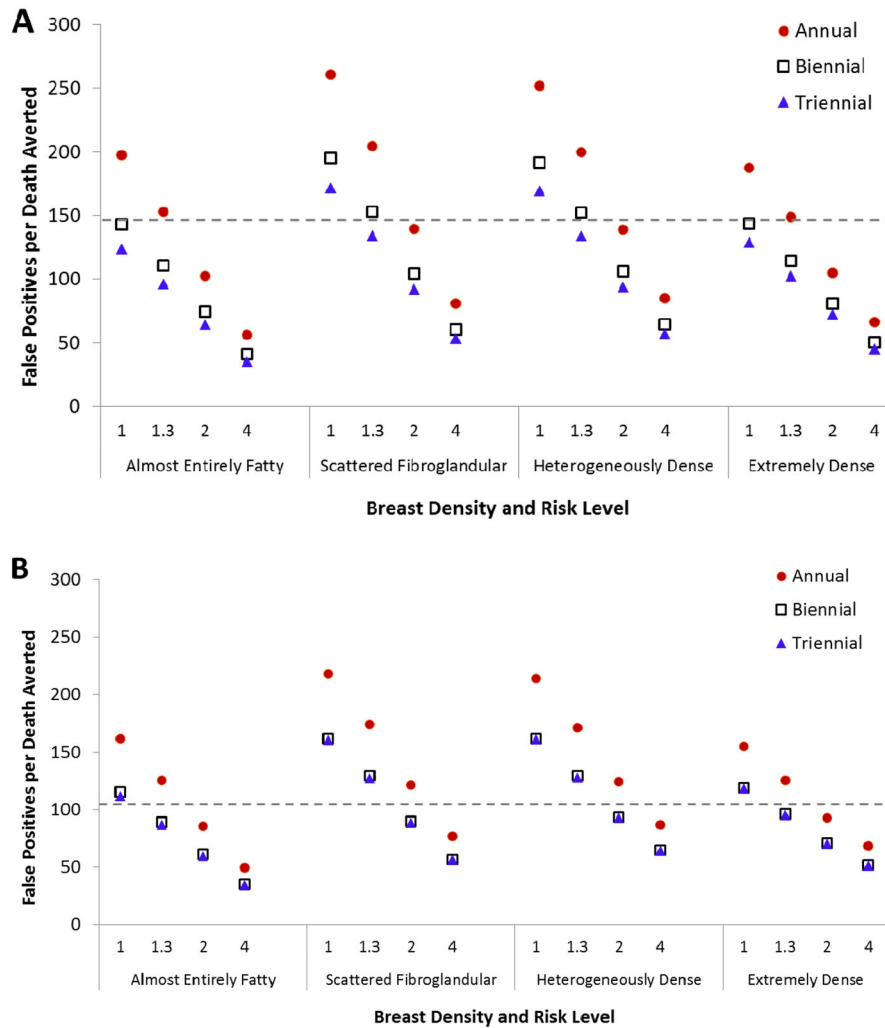 A
Annual
Biennial
Triennial
False Positives per Death Averted
300
250
200
150
100
50
0
1 1.3 2 4 1 1.3 2 4 1 1.3 2 4 1 1.3 2 4
Almost Entirely Fatty Scattered Fibroglandular Heterogeneously Dense Extremely Dense
Breast Density and Risk Level
B
Annual
Biennial
Triennial
False Positives per Death Averted
300
250
200
150
100
50
0
1 1.3 2 4 1 1.3 2 4 1 1.3 2 4 1 1.3 2 4
Almost Entirely Fatty Scattered Fibroglandular Heterogeneously Dense Extremely Dense
Breast Density and Risk Level